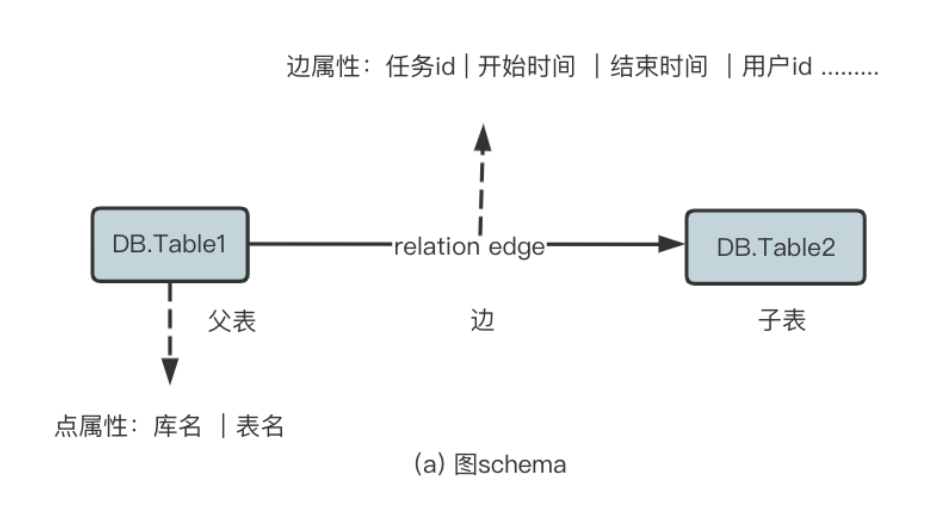 边属性：任务id | 开始时间 | 结束时间 | 用户id .........
DB.Table1
relation edge
DB.Table2
父表
边
子表
点属性：库名 | 表名
(a) 图schema